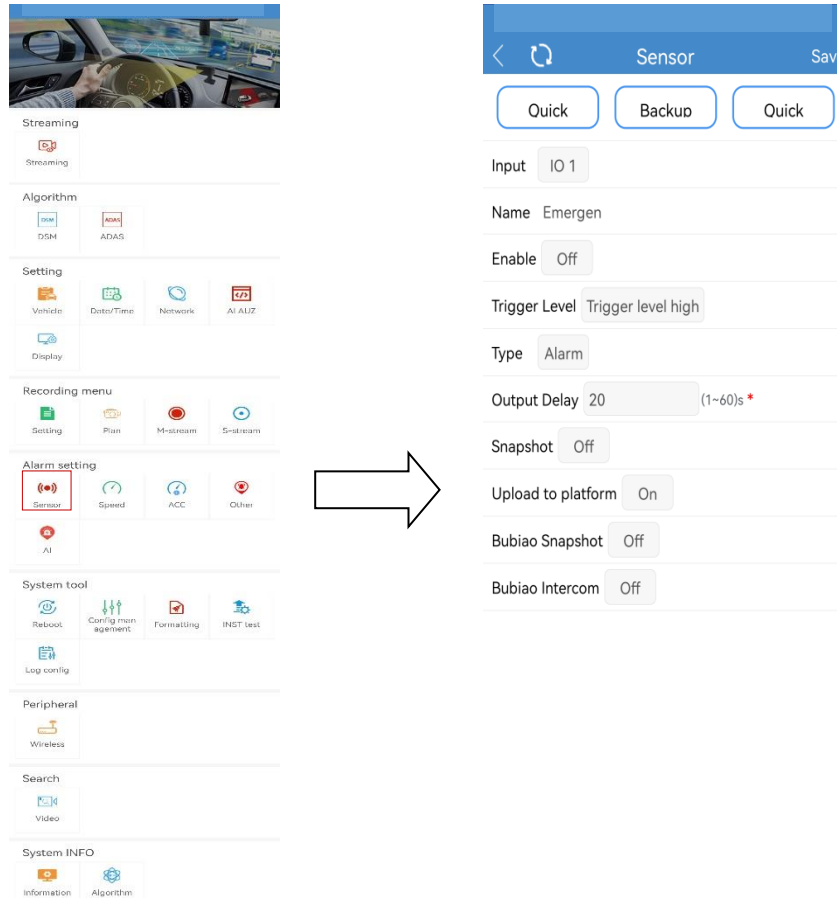 Streaming
Streaming
Algorithm
DSM ADAS
DSM ADAS
Setting
Vehicle Date/Time Network AI AUZ
Display
Recording menu
Setting Plan M-stream S-stream
Alarm setting
Sensor Speed ACC Other
AI
System tool
Reboot Config man Formatting INST test
agement
Log config
Peripheral
Wireless
Search
Video
System INFO
Information Algorithm
Sensor Sav
Quick Backup Quick
Input IO 1
Name Emergen
Enable Off
Trigger Level Trigger level high
Type Alarm
Output Delay 20 (1~60)s *
Snapshot Off
Upload to platform On
Bubiao Snapshot Off
Bubiao Intercom Off